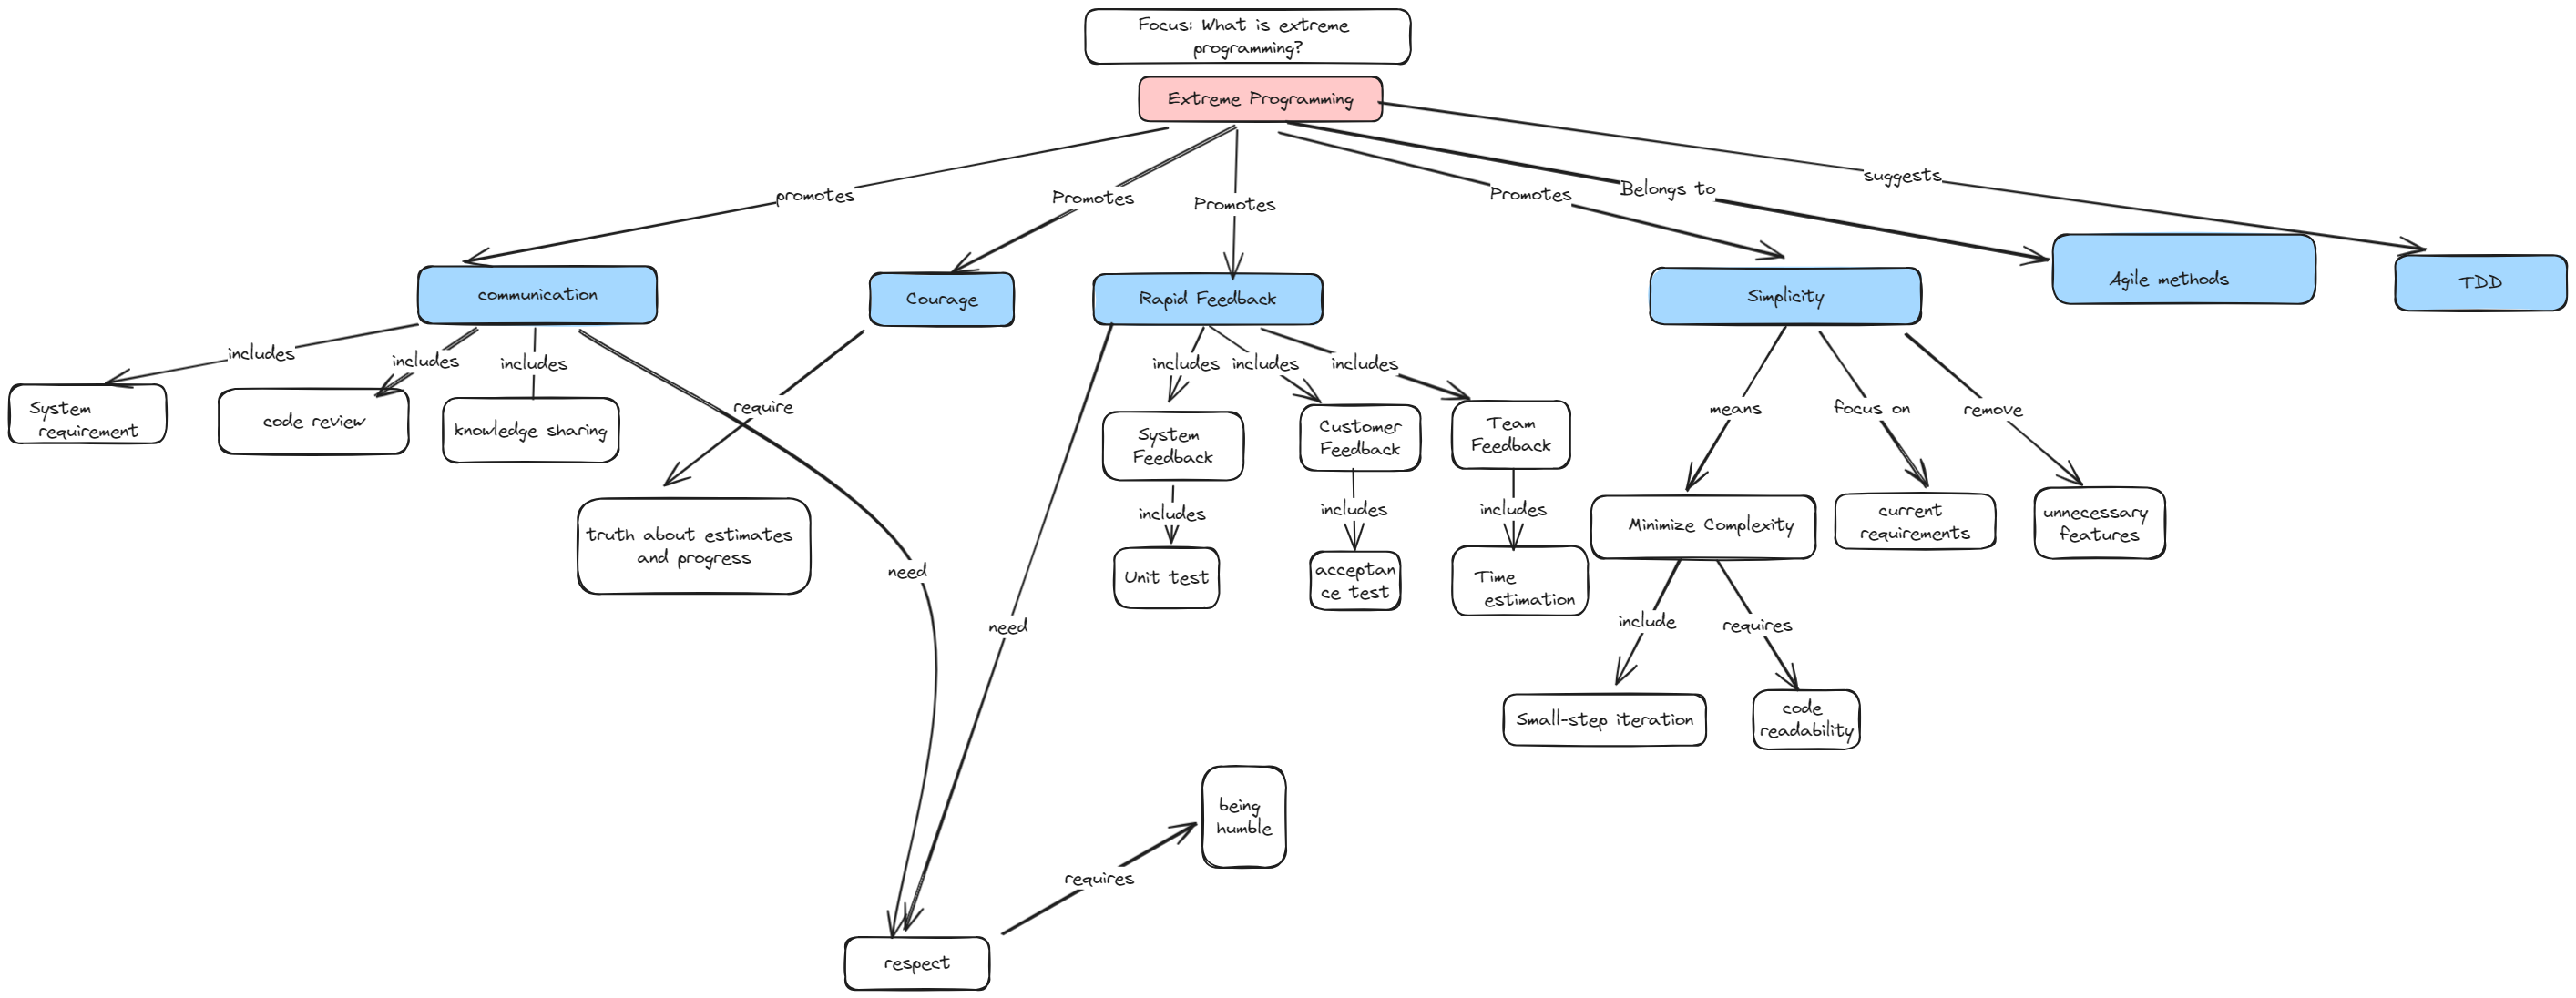 Focus: What is extreme
programming?
Extreme Programming
promotes
Promotes
Promotes
Promotes
Belongs to
suggests
communication
Courage
Rapid Feedback
Simplicity
Agile methods
TDD
includes
includes
includes
require
includes
includes
includes
means
focus on
remove
System
requirement
code review
knowledge sharing
System
Feedback
Customer
Feedback
Team
Feedback
truth about estimates
and progress
includes
includes
includes
Minimize Complexity
current
requirements
unnecessary
features
need
need
Unit test
acceptan
ce test
Time
estimation
include
requires
Small-step iteration
code
readability
being
humble
requires
respect